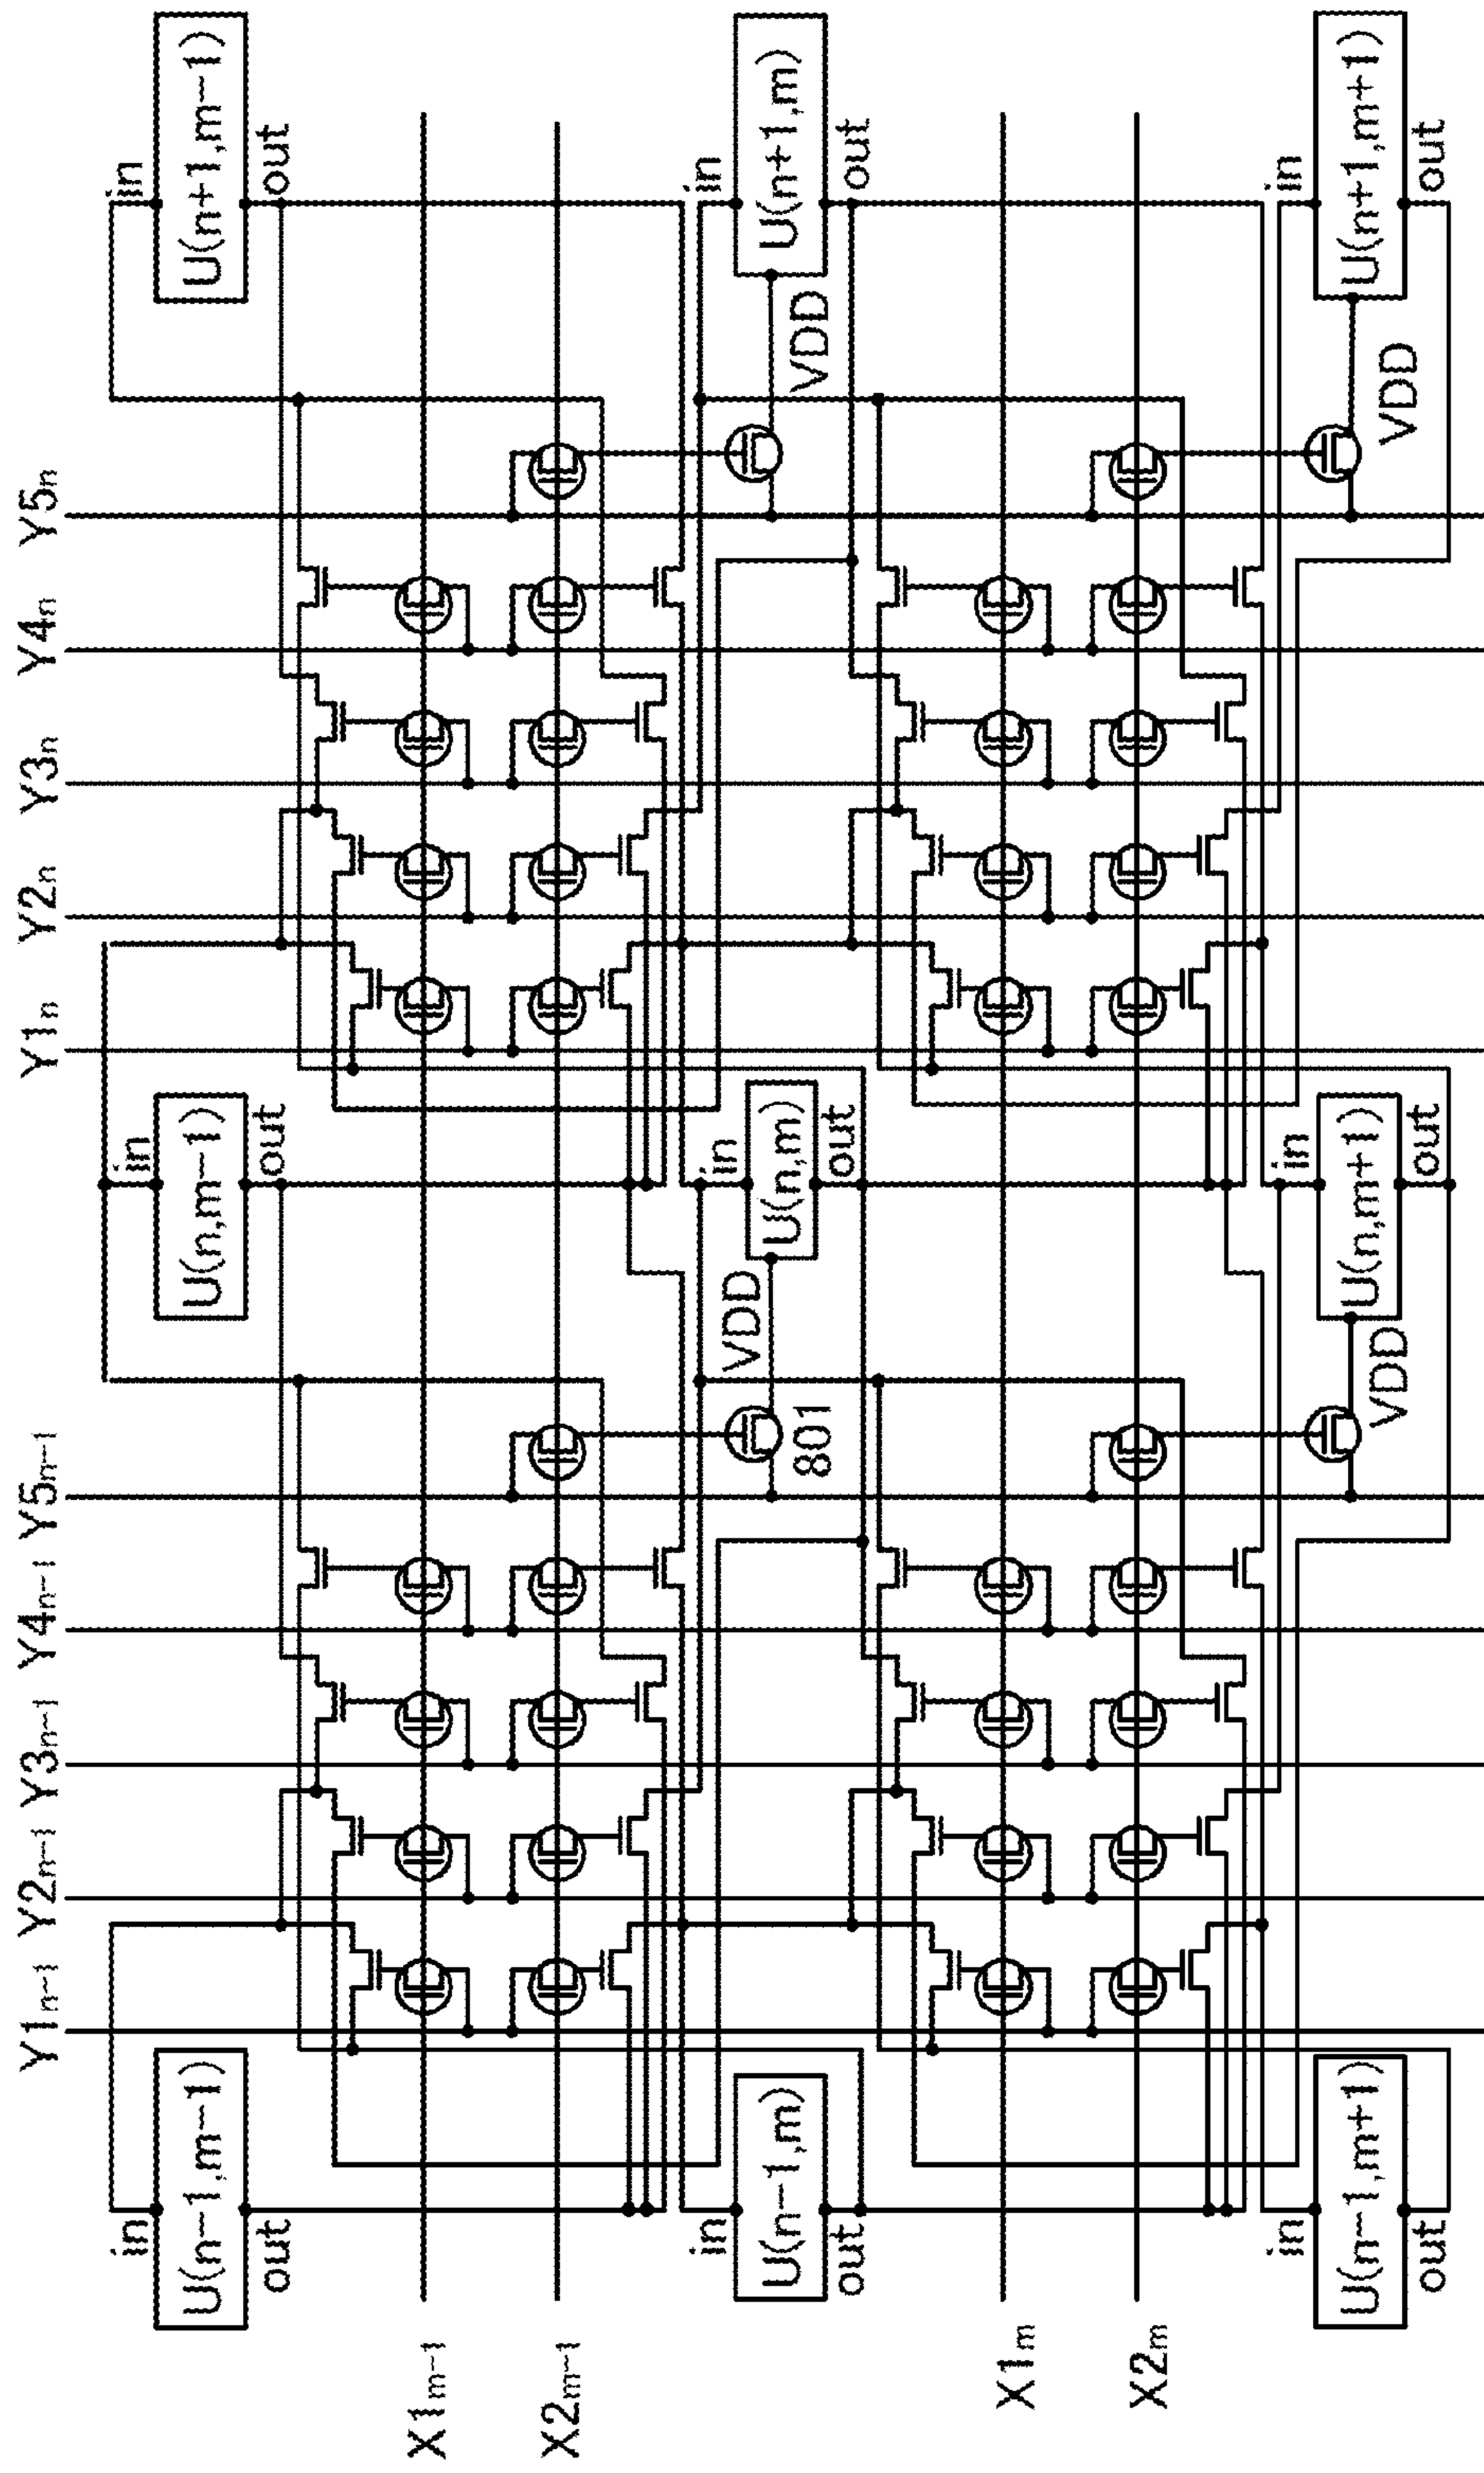 Y1n−1
Y2n−1
Y3n−1
Y4n−1
Y5n−1
Y1n
Y2n
Y3n
Y4n
Y5n
in
in
in
U(n−1,m−1)
U(n,m−1)
U(n+1,m−1)
out
out
out
X1m−1
X2m−1
in
in
in
VDD
U(n−1,m)
U(n,m)
U(n+1,m)
801
VDD
out
out
out
X1m
X2m
in
in
in
U(n−1,m+1)
U(n,m+1)
U(n+1,m+1)
VDD
VDD
out
out
out